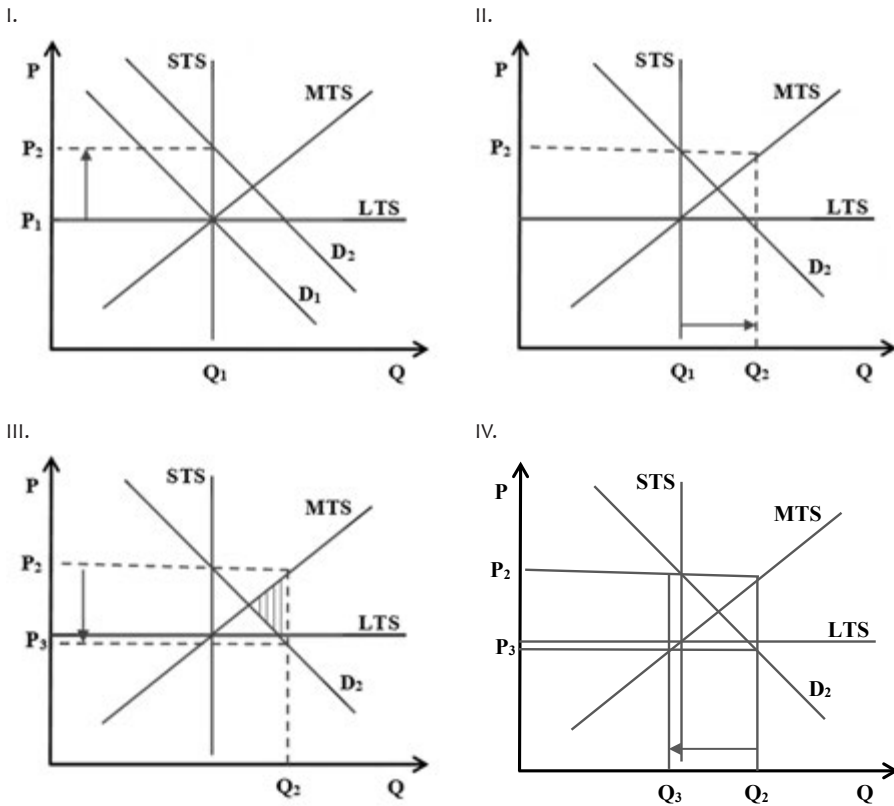 I.
P
STS
MTS
P₂
P₁
LTS
D₂
D₁
Q₁
Q
II.
P
STS
MTS
P₂
LTS
D₂
Q₁
Q₂
Q
III.
P
STS
MTS
P₂
LTS
P₃
D₂
Q₂
Q
IV.
P
STS
MTS
P₂
LTS
P₃
D₂
Q₃
Q₂
Q